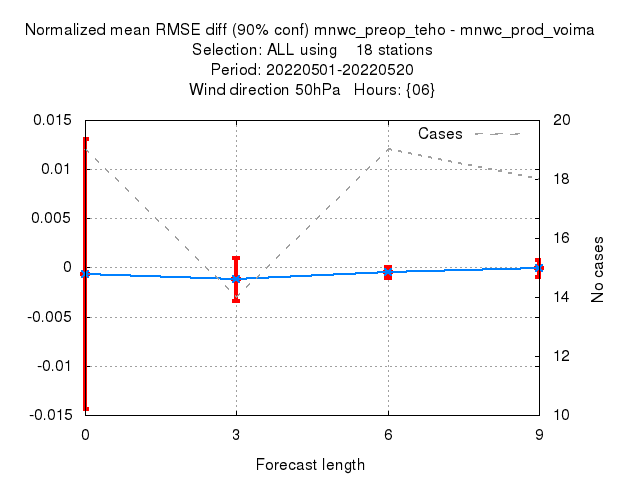 Normalized mean RMSE diff (90% conf) mnwc_preop_teho - mnwc_prod_voima
Selection: ALL using    18 stations
Period: 20220501-20220520
Wind direction 50hPa   Hours: {06}
Cases
0.015
0.01
0.005
0
-0.005
-0.01
-0.015
20
18
16
14
12
10
No cases
0 3 6 9
Forecast length